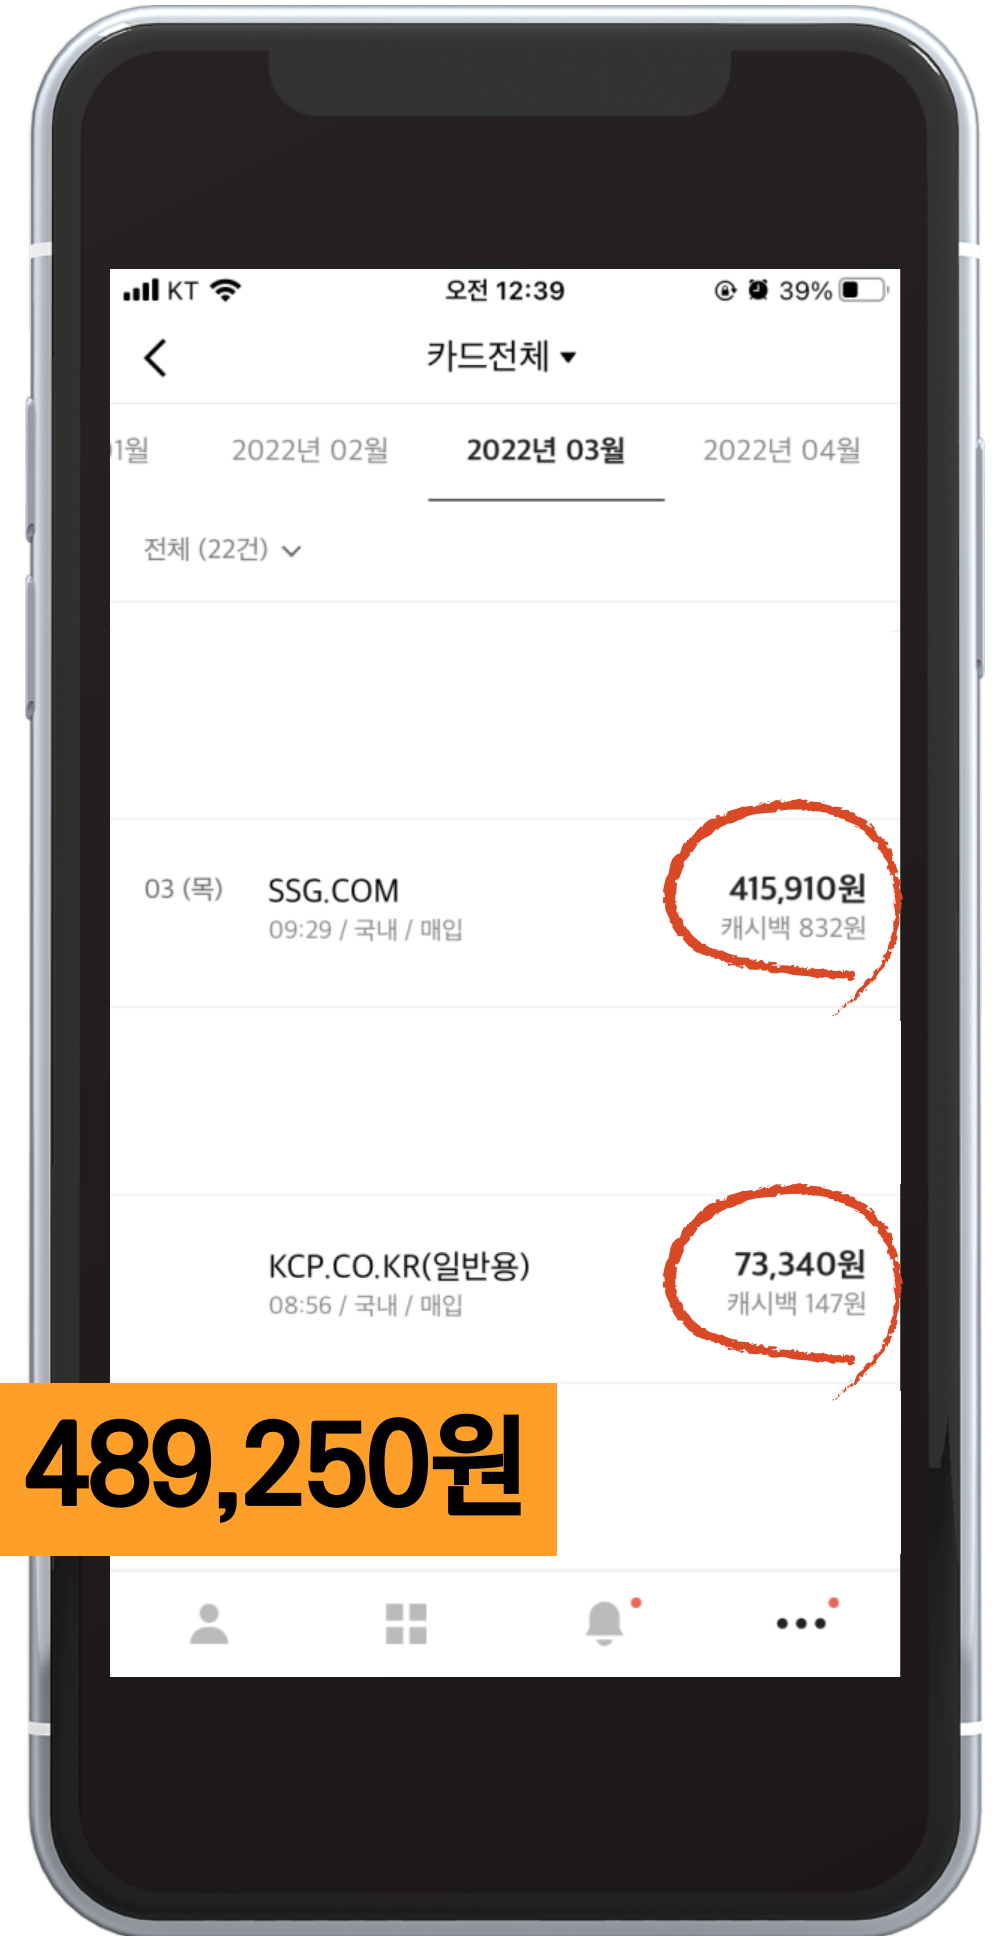 KT 오전 12:39 39%
카드전체
1월 2022년 02월 2022년 03월 2022년 04월
전체 (22건)
03 (목) SSG.COM 415,910원
09:29 / 국내 / 매입 캐시백 832원
KCP.CO.KR(일반용) 73,340원
08:56 / 국내 / 매입 캐시백 147원
489,250원